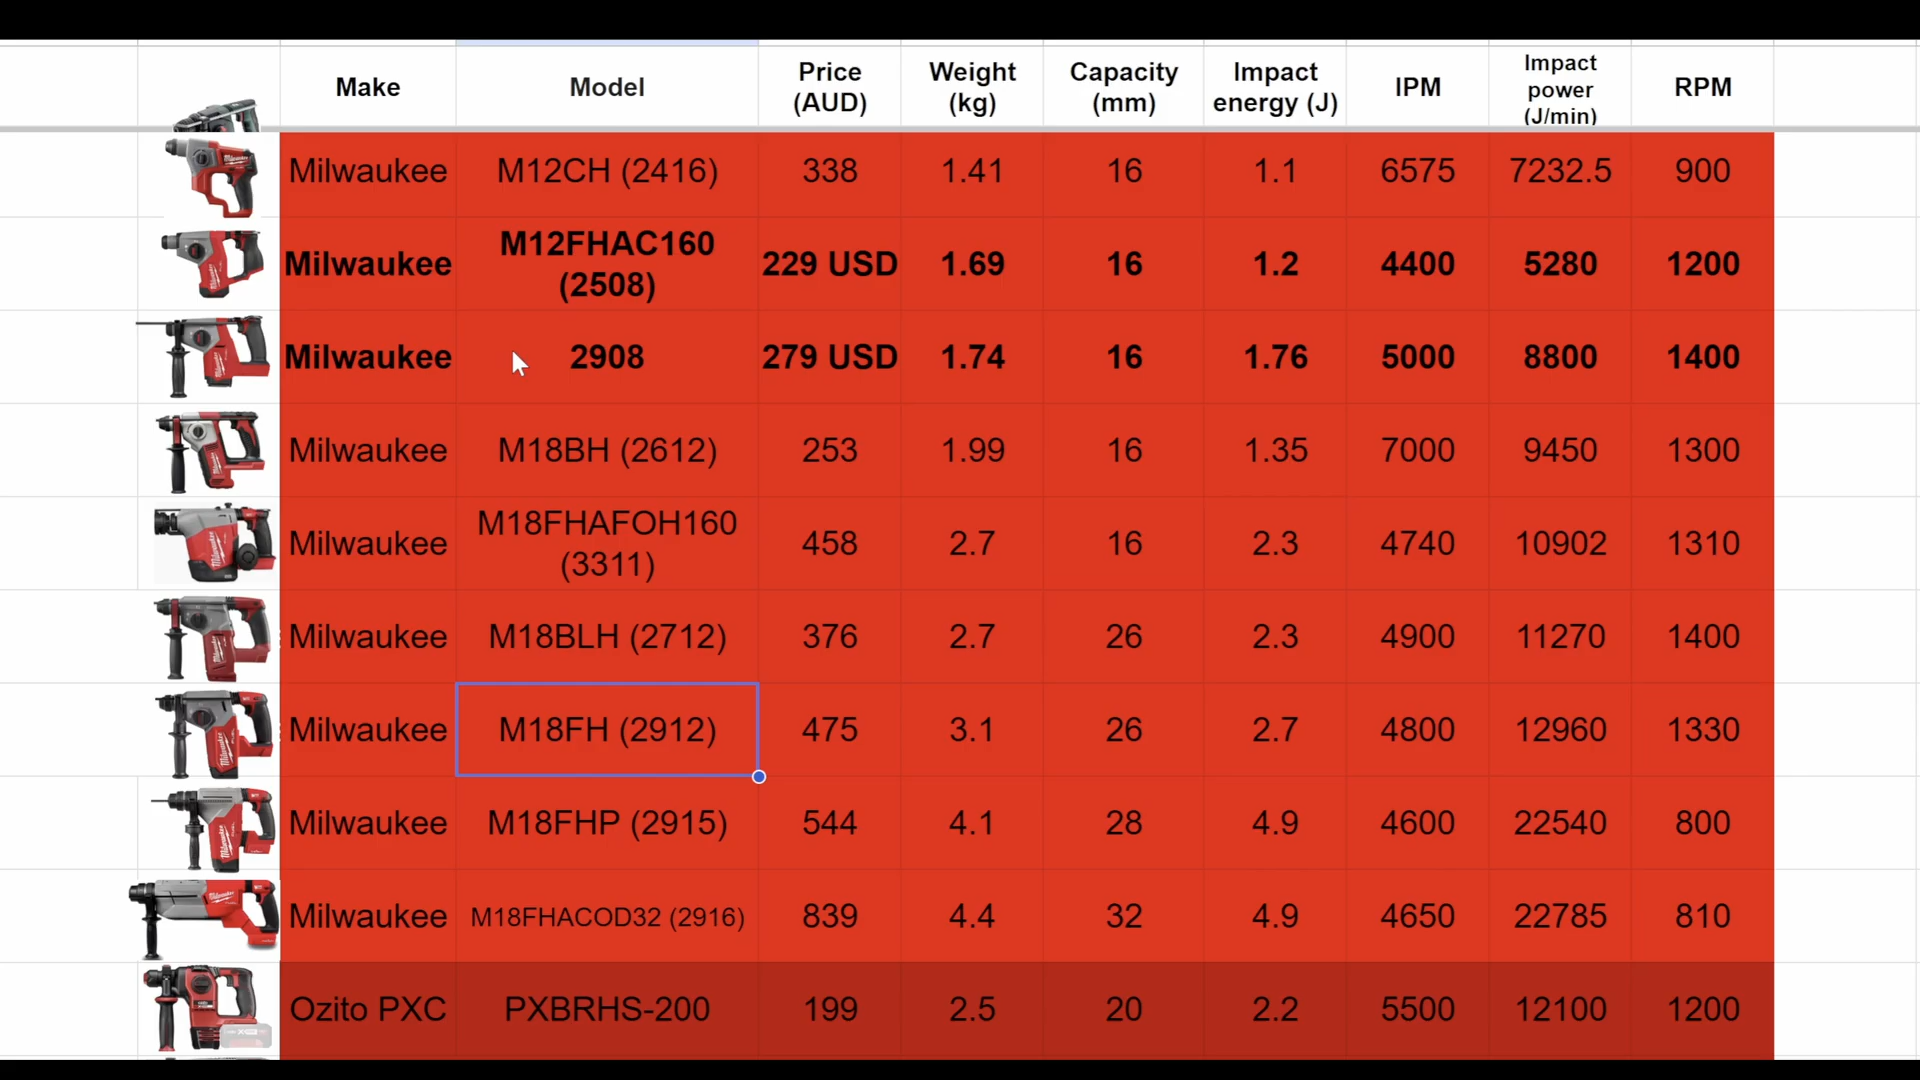 Make Model Price (AUD) Weight (kg) Capacity (mm) Impact energy (J) IPM Impact power (J/min) RPM
Milwaukee M12CH (2416) 338 1.41 16 1.1 6575 7232.5 900
Milwaukee M12FHAC160 (2508) 229 USD 1.69 16 1.2 4400 5280 1200
Milwaukee 2908 279 USD 1.74 16 1.76 5000 8800 1400
Milwaukee M18BH (2612) 253 1.99 16 1.35 7000 9450 1300
Milwaukee M18FHAFOH160 (3311) 458 2.7 16 2.3 4740 10902 1310
Milwaukee M18BLH (2712) 376 2.7 26 2.3 4900 11270 1400
Milwaukee M18FH (2912) 475 3.1 26 2.7 4800 12960 1330
Milwaukee M18FHP (2915) 544 4.1 28 4.9 4600 22540 800
Milwaukee M18FHACOD32 (2916) 839 4.4 32 4.9 4650 22785 810
Ozito PXC PXBRHS-200 199 2.5 20 2.2 5500 12100 1200